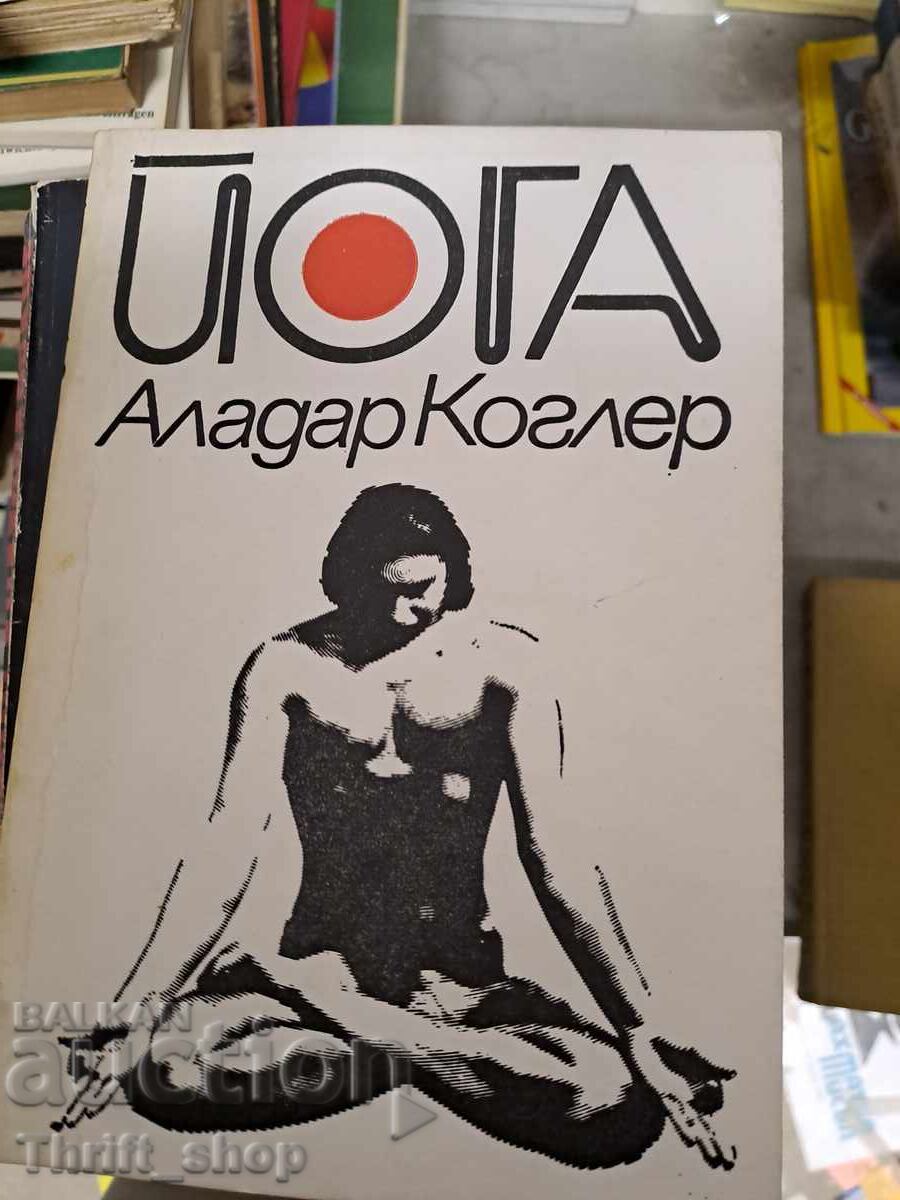 ЙОГА
Аладар Коглер
BALKAN
auction
Thrift_shop